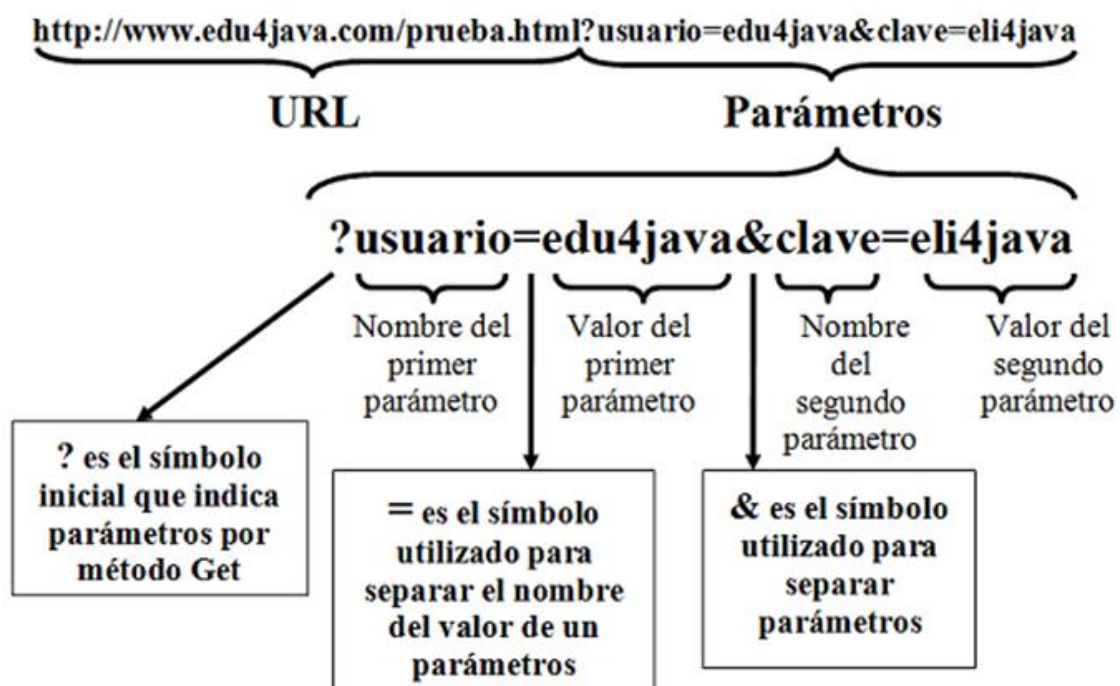 http://www.edu4java.com/prueba.html?usuario=edu4java&clave=eli4java
URL
Parámetros
?usuario=edu4java&clave=eli4java
Nombre del
primer
parámetro
Valor del
primer
parámetro
Nombre
del
segundo
parámetro
Valor del
segundo
parámetro
? es el símbolo
inicial que indica
parámetros por
método Get
= es el símbolo
utilizado para
separar el nombre
del valor de un
parámetros
& es el símbolo
utilizado para
separar
parámetros